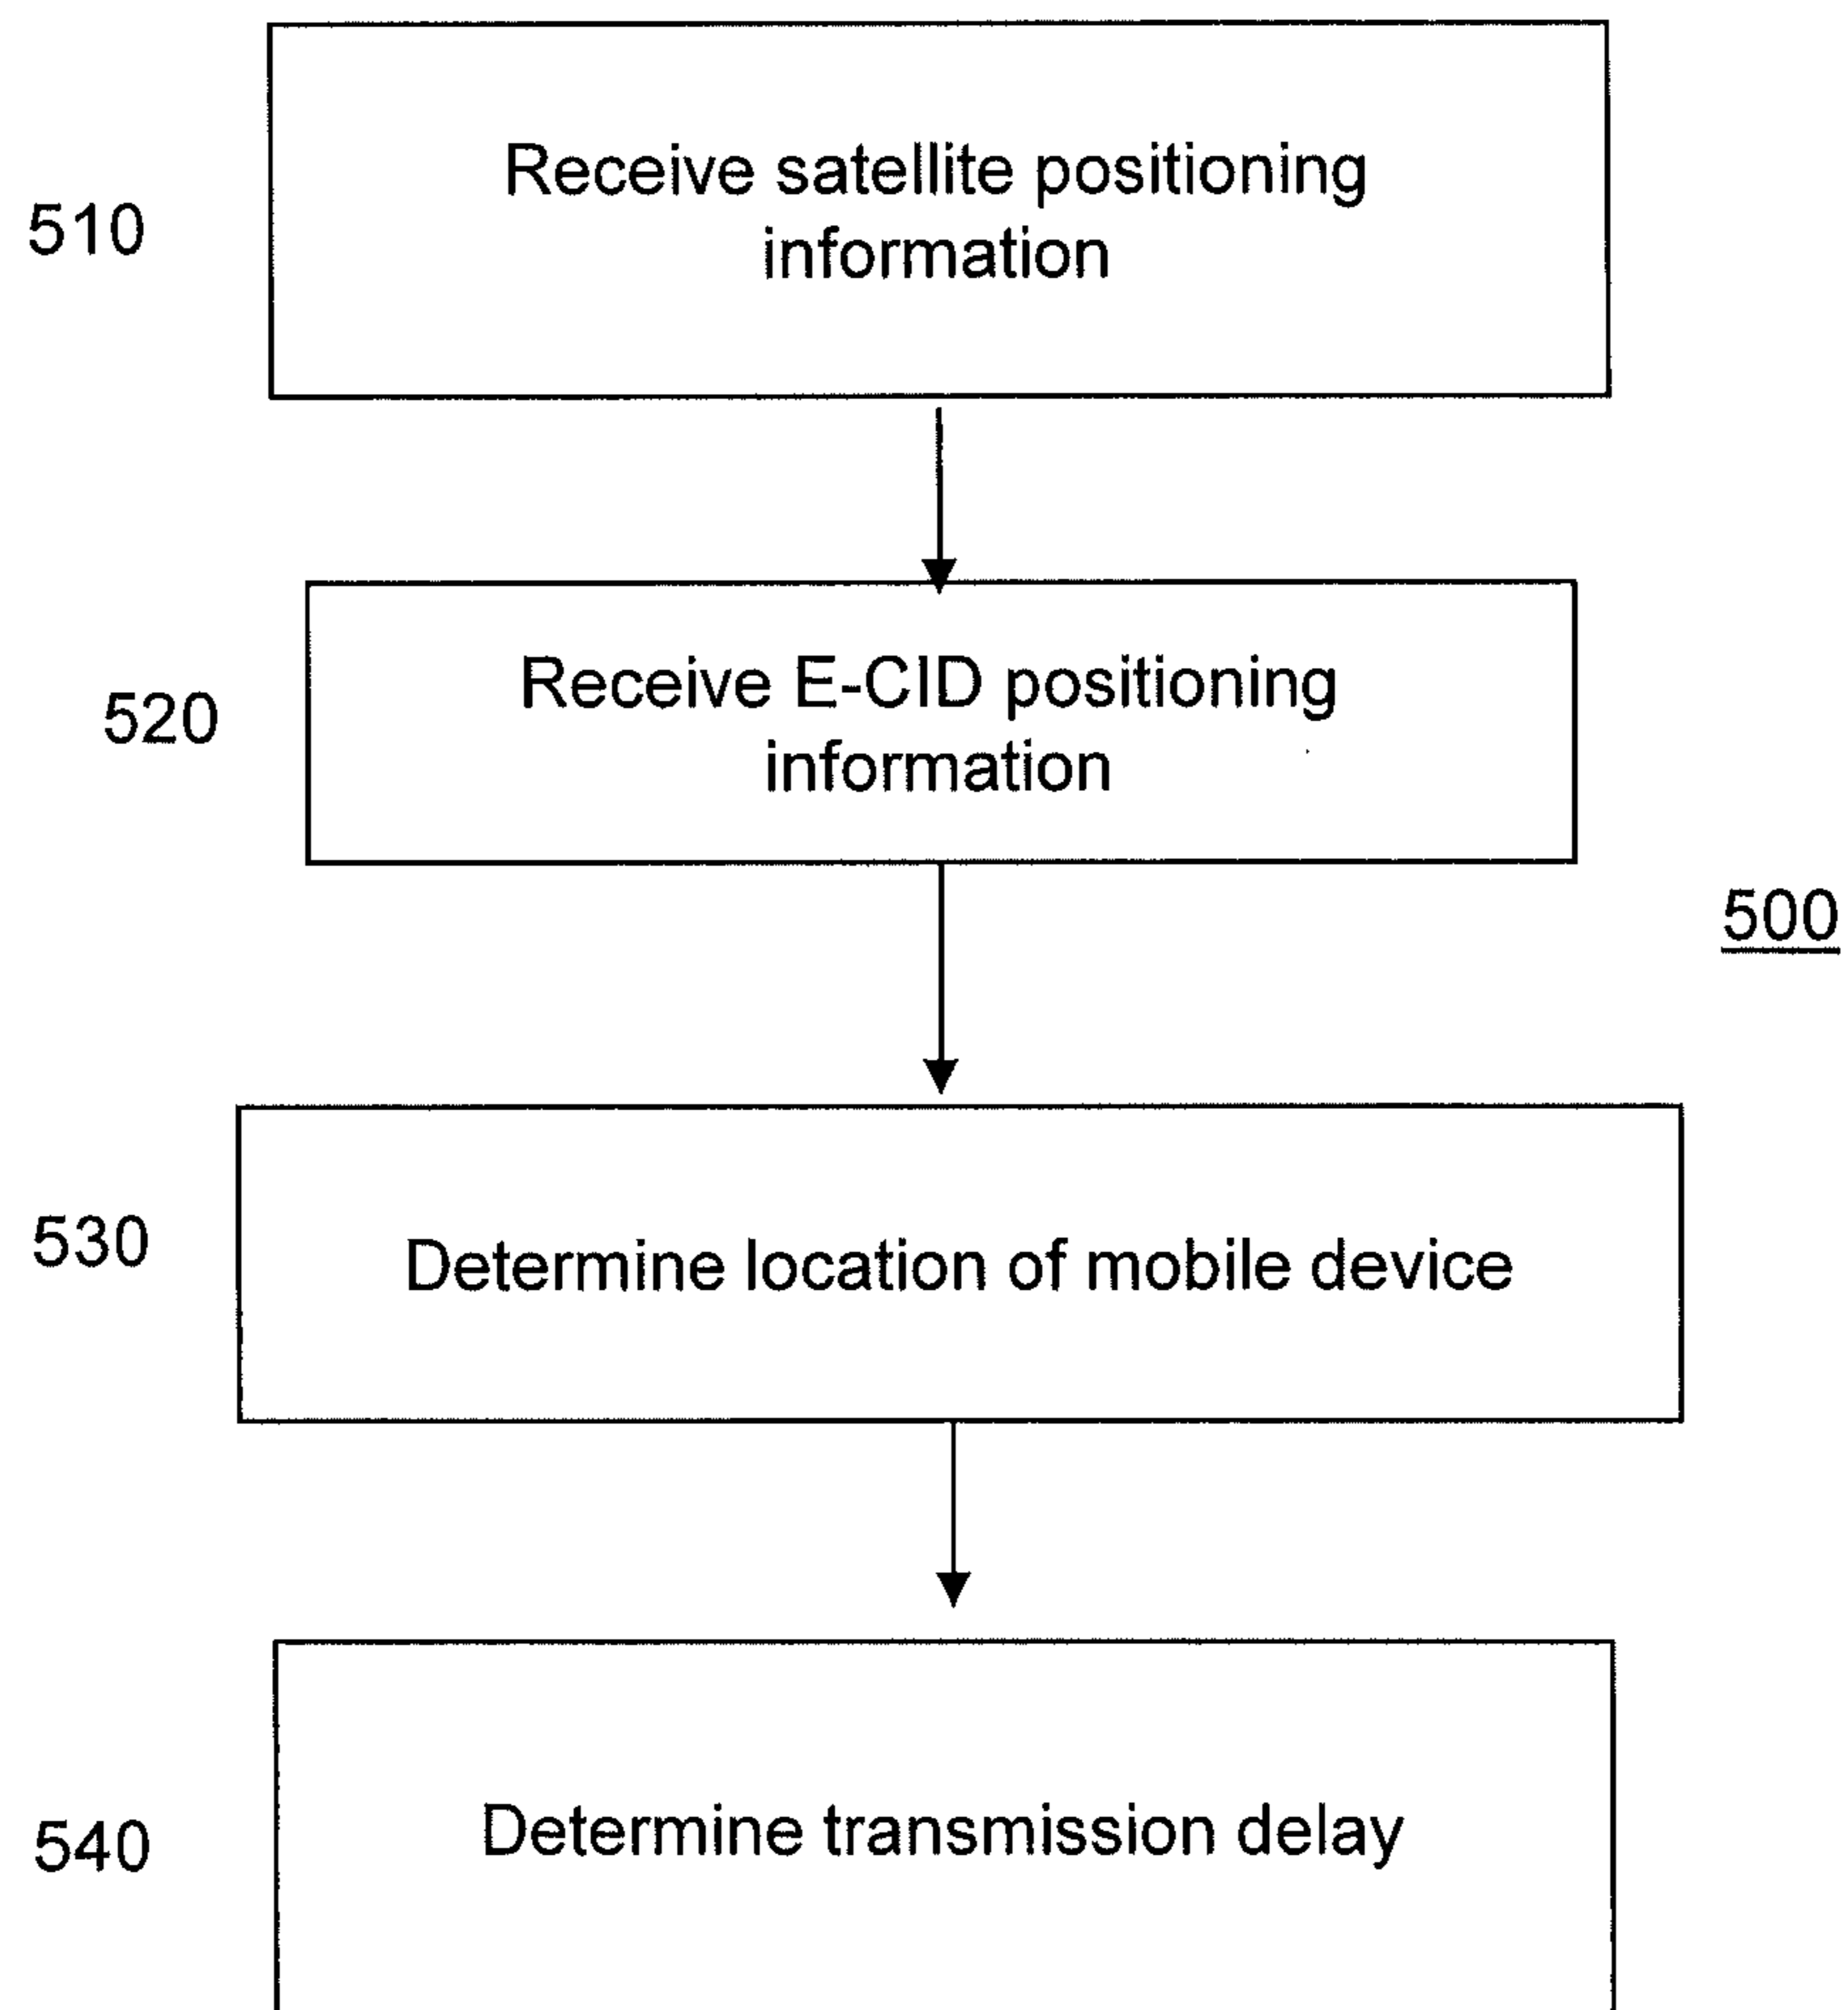 510
Receive satellite positioning
information
520
Receive E-CID positioning
information
500
530
Determine location of mobile device
540
Determine transmission delay